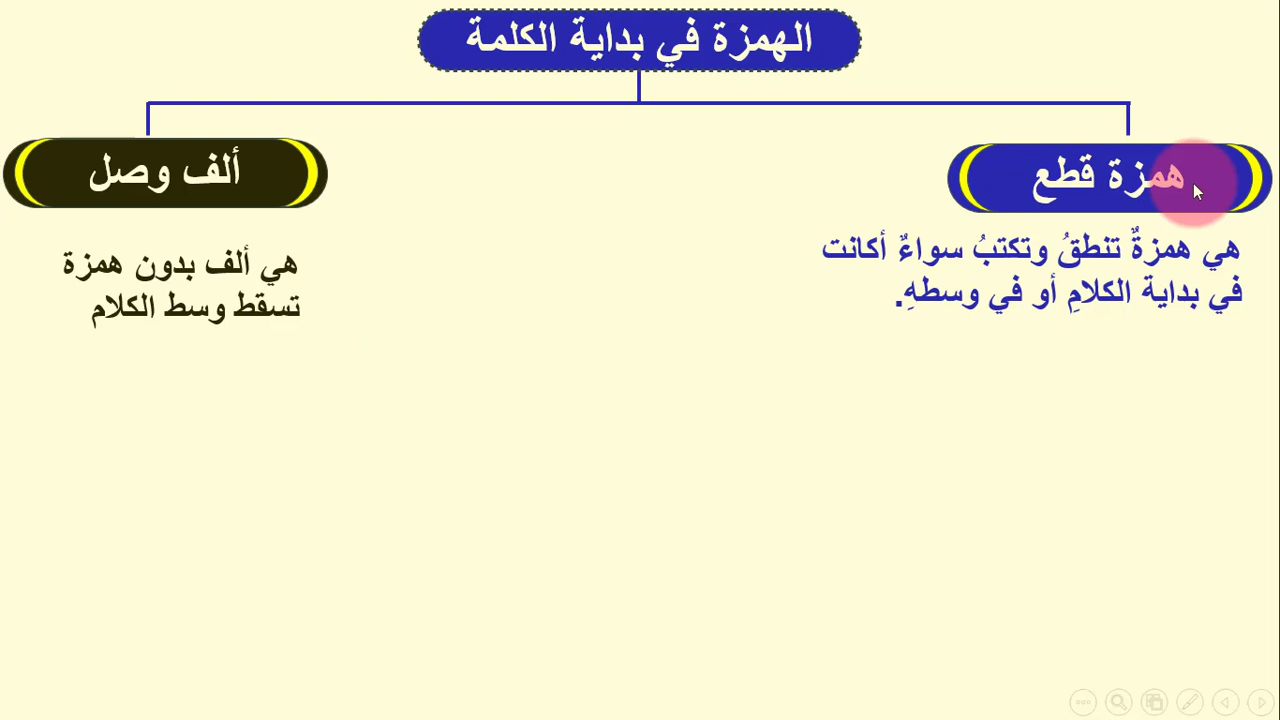 الهمزة في بداية الكلمة
همزة قطع
هي همزةٌ تنطقُ وتكتبُ سواءٌ أكانت
في بداية الكلامِ أو في وسطهِ.
ألف وصل
هي ألف بدون همزة
تسقط وسط الكلام